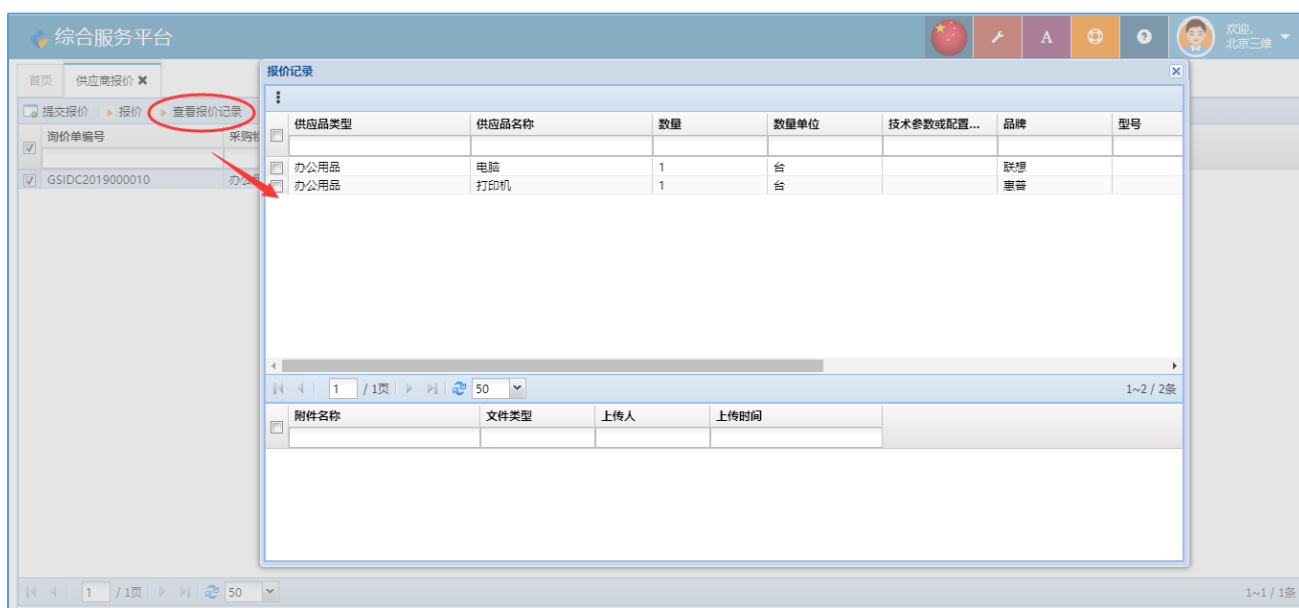 综合服务平台
A
欢迎,
北京三维
首页 供应商报价
提交报价 报价 查看报价记录
询价单编号
GSIDC2019000010
报价记录
供应品类型 供应品名称 数量 数量单位 技术参数或配置... 品牌 型号
办公用品 电脑 1 台 联想
办公用品 打印机 1 台 惠普
1 / 1页 50 1~2 / 2条
附件名称 文件类型 上传人 上传时间
1 / 1页 50 1~1 / 1条